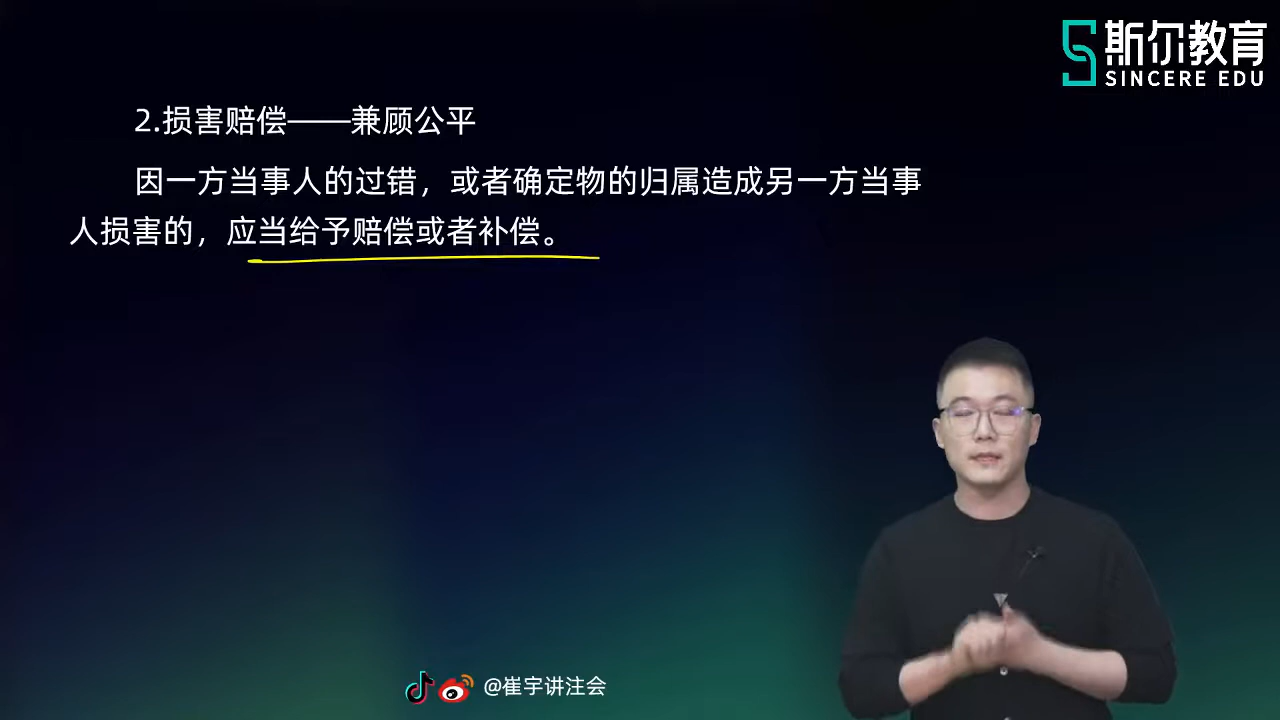 斯尔教育
SINCERE EDU
2.损害赔偿——兼顾公平
因一方当事人的过错，或者确定物的归属造成另一方当事
人损害的，应当给予赔偿或者补偿。
@崔宇讲注会